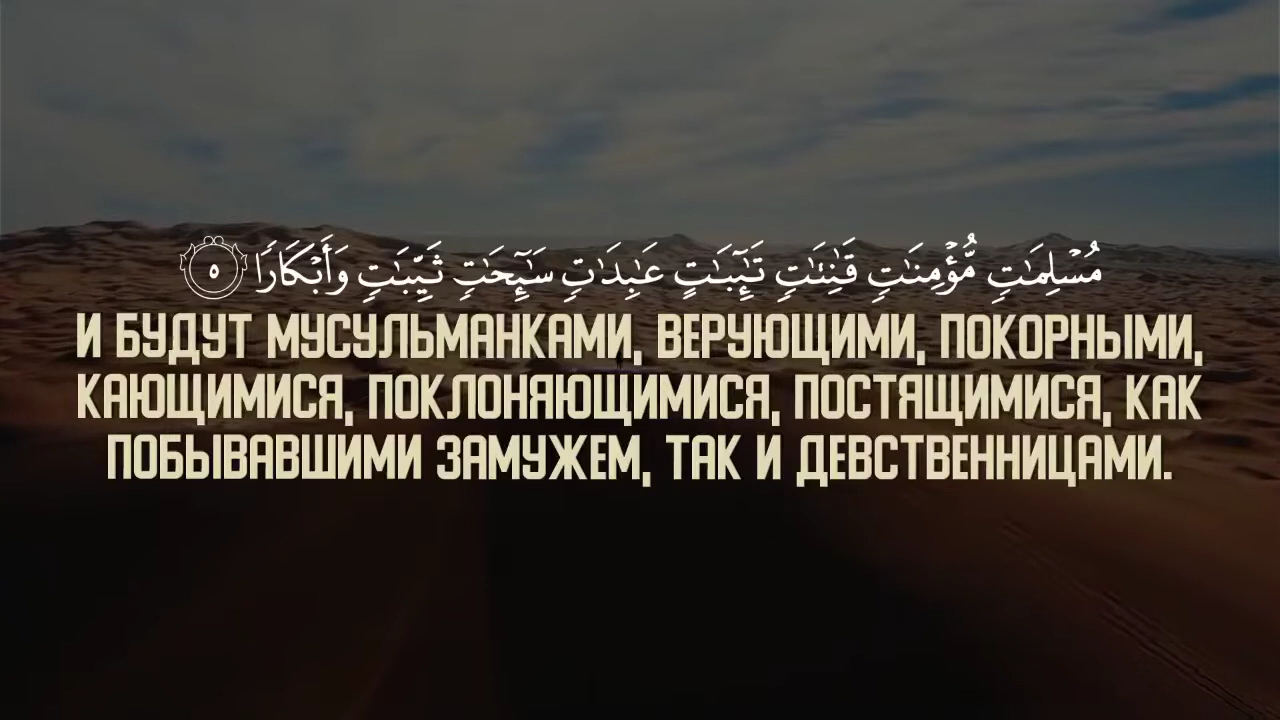 مُسْلِمَـٰتٍ مُّؤْمِنَـٰتٍ قَـٰنِتَـٰتٍ تَـٰٓئِبَـٰتٍ عَـٰبِدَٰتٍ سَـٰٓئِحَـٰتٍ ثَيِّبَـٰتٍ وَأَبْكَارًا ٥
И БУДУТ МУСУЛЬМАНКАМИ, ВЕРУЮЩИМИ, ПОКОРНЫМИ,
КАЮЩИМИСЯ, ПОКЛОНЯЮЩИМИСЯ, ПОСТЯЩИМИСЯ, КАК
ПОБЫВАВШИМИ ЗАМУЖЕМ, ТАК И ДЕВСТВЕННИЦАМИ.